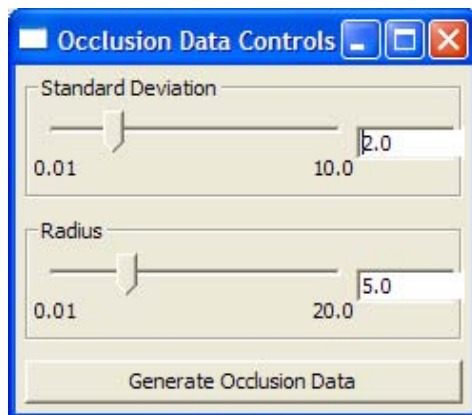 Occlusion Data Controls
Standard Deviation
2.0
0.01 10.0
Radius
5.0
0.01 20.0
Generate Occlusion Data